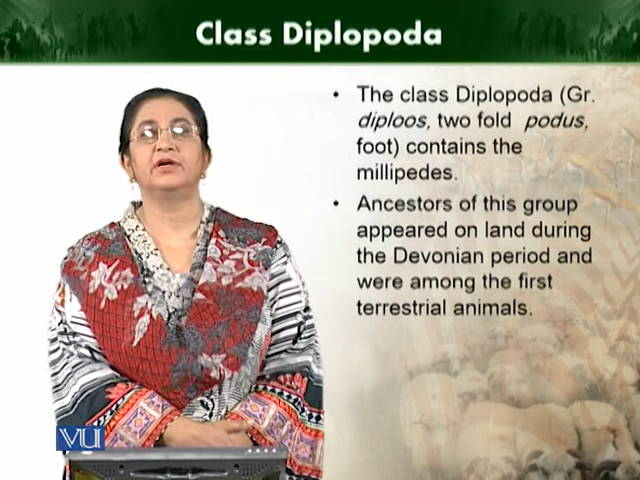 Class Diplopoda
• The class Diplopoda (Gr.
diploos, two fold podus,
foot) contains the
millipedes.
• Ancestors of this group
appeared on land during
the Devonian period and
were among the first
terrestrial animals.
VU